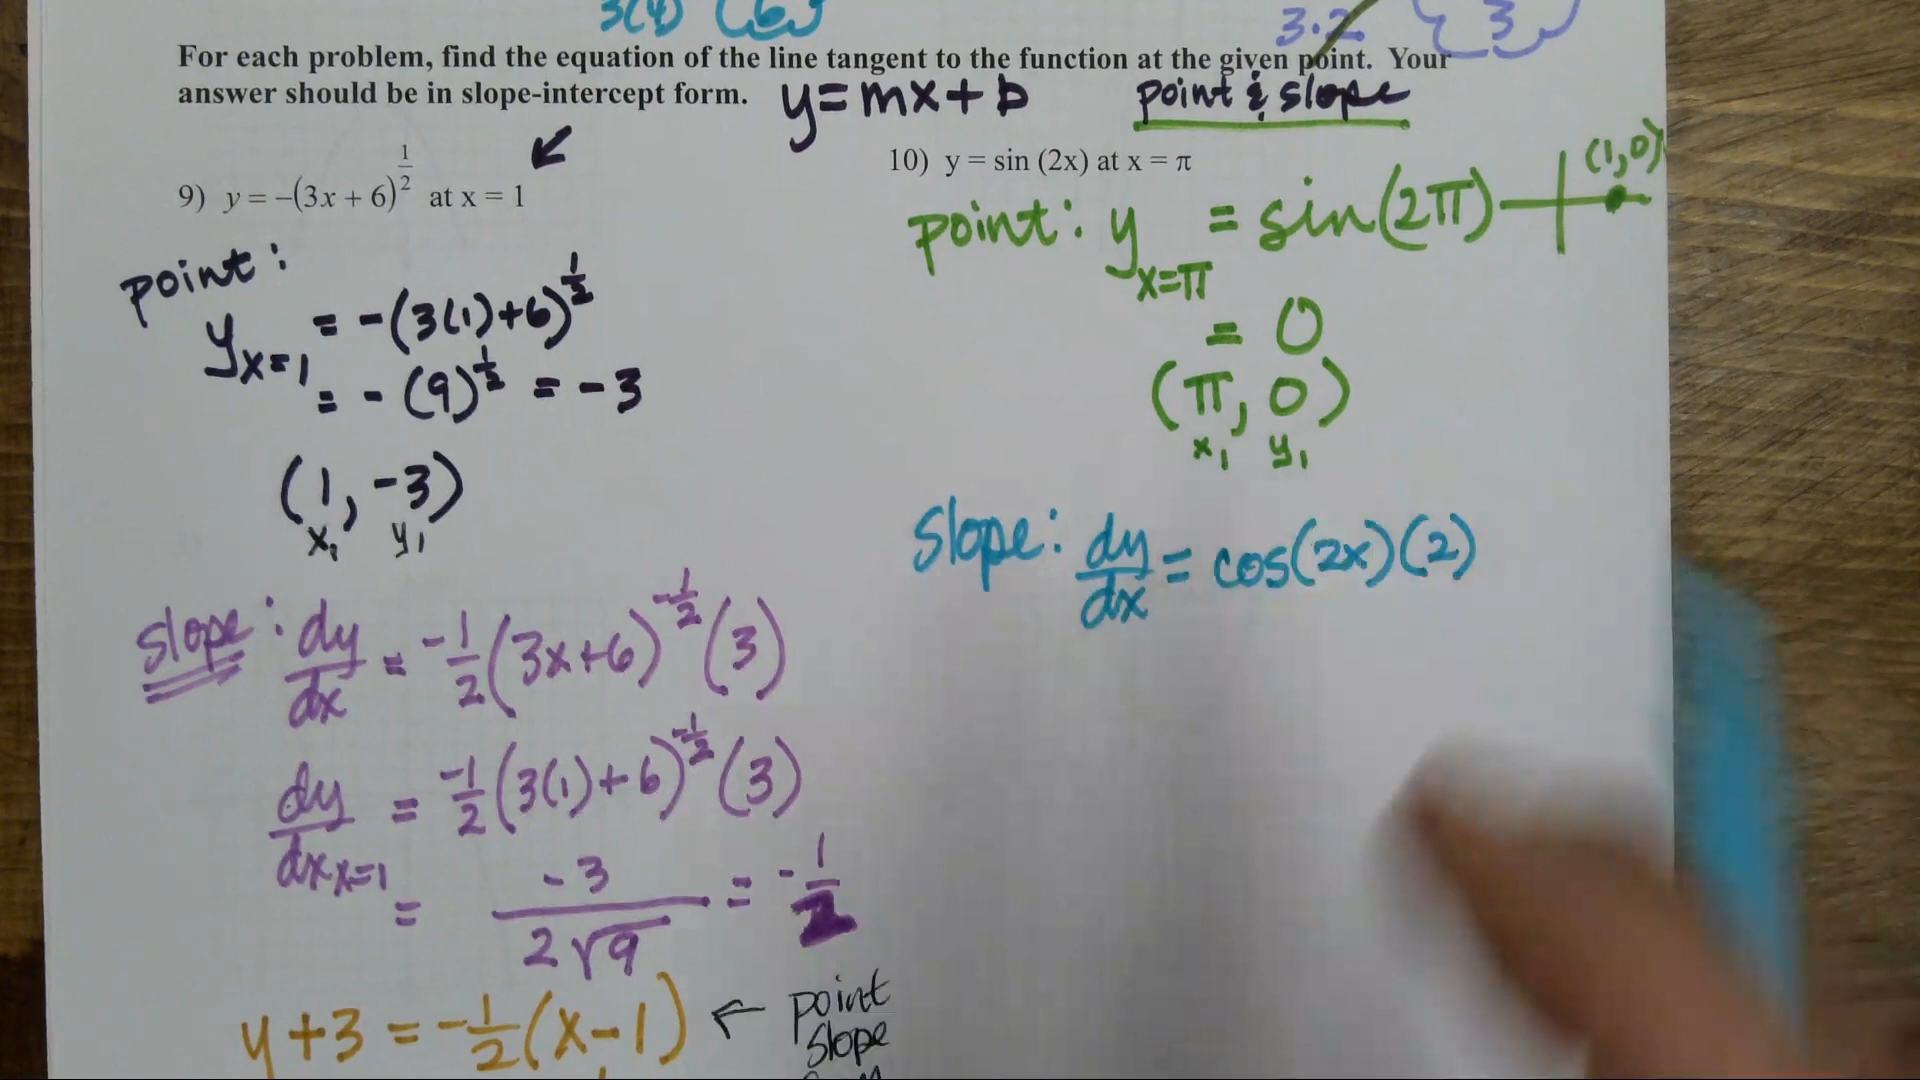 3(4) (6)
3·2 3
For each problem, find the equation of the line tangent to the function at the given point. Your
answer should be in slope-intercept form. y=mx+b point & slope
9) y = −(3x + 6)^(1/2) at x = 1
point:
y x=1 = -(3(1)+6)^(1/2)
= -(9)^(1/2) = -3
(1, -3)
x₁ y₁
slope: dy/dx = -1/2(3x+6)^(-1/2)(3)
dy/dx x=1 = -1/2(3(1)+6)^(-1/2)(3)
= -3/(2√9) = -1/2
y+3 = -1/2(x-1) ← point
slope
10) y = sin (2x) at x = π
point: y x=π = sin(2π) (1,0)
= 0
(π, 0)
x₁ y₁
slope: dy/dx = cos(2x)(2)